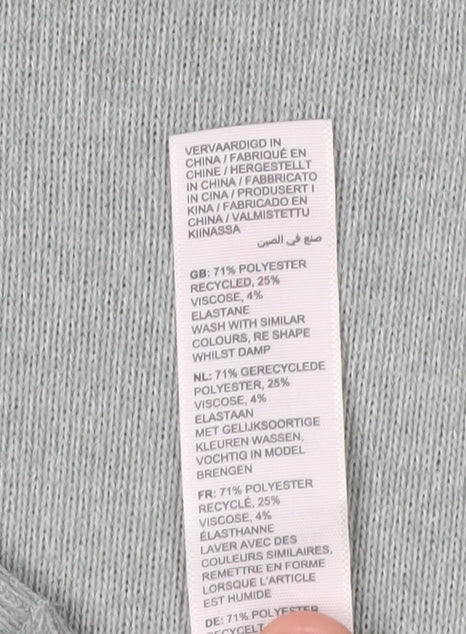 VERVAARDIGD IN
CHINA / FABRIQUÉ EN
CHINE / HERGESTELLT
IN CHINA / FABBRICATO
IN CINA / PRODUSERT I
KINA / FABRICADO EN
CHINA / VALMISTETTU
KIINASSA
صنع في الصين
GB: 71% POLYESTER
RECYCLED, 25%
VISCOSE, 4%
ELASTANE
WASH WITH SIMILAR
COLOURS, RE SHAPE
WHILST DAMP
NL: 71% GERECYCLEDE
POLYESTER, 25%
VISCOSE, 4%
ELASTAAN
MET GELIJKSOORTIGE
KLEUREN WASSEN,
VOCHTIG IN MODEL
BRENGEN
FR: 71% POLYESTER
RECYCLÉ, 25%
VISCOSE, 4%
ÉLASTHANNE
LAVER AVEC DES
COULEURS SIMILAIRES,
REMETTRE EN FORME
LORSQUE L'ARTICLE
EST HUMIDE
DE: 71% POLYESTER
RECYCELT